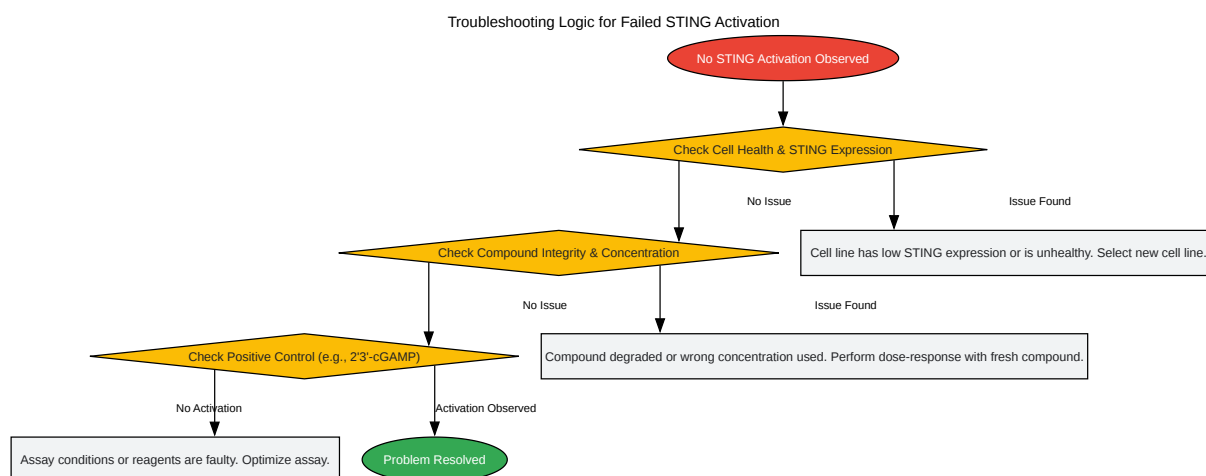 Troubleshooting Logic for Failed STING Activation
No STING Activation Observed
Check Cell Health & STING Expression
No Issue
Issue Found
Check Compound Integrity & Concentration
Cell line has low STING expression or is unhealthy. Select new cell line.
No Issue
Issue Found
Check Positive Control (e.g., 2'3'-cGAMP)
Compound degraded or wrong concentration used. Perform dose-response with fresh compound.
No Activation
Activation Observed
Assay conditions or reagents are faulty. Optimize assay.
Problem Resolved